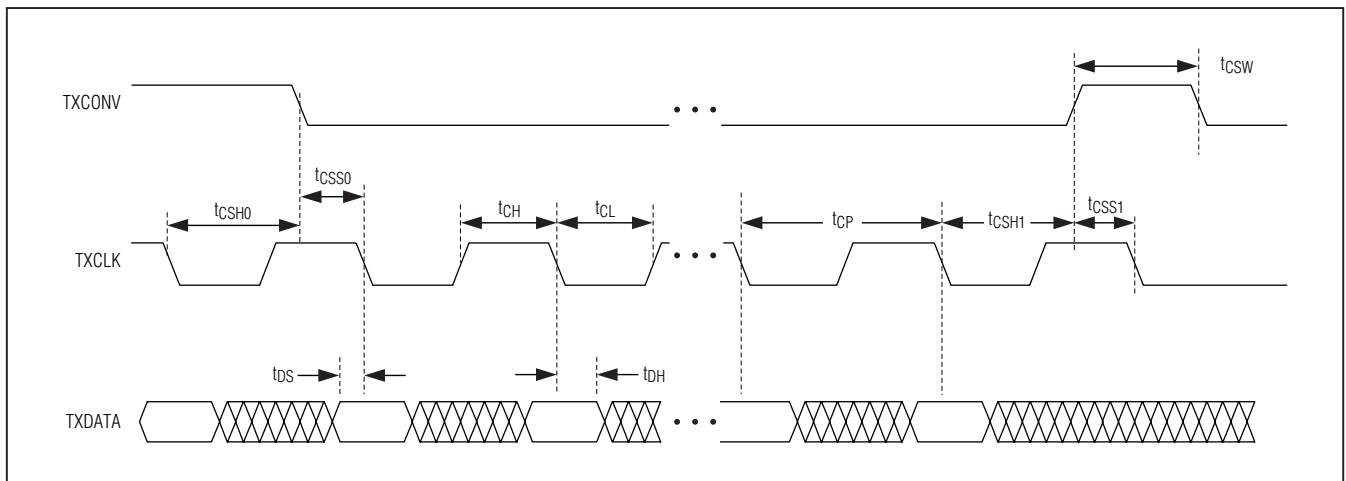 tCSW
TXCONV
• • •
tCSS0
tCSH0
tCH
tCL
tCP
tCSH1
tCSS1
TXCLK
• • •
tDS
tDH
TXDATA
• • •